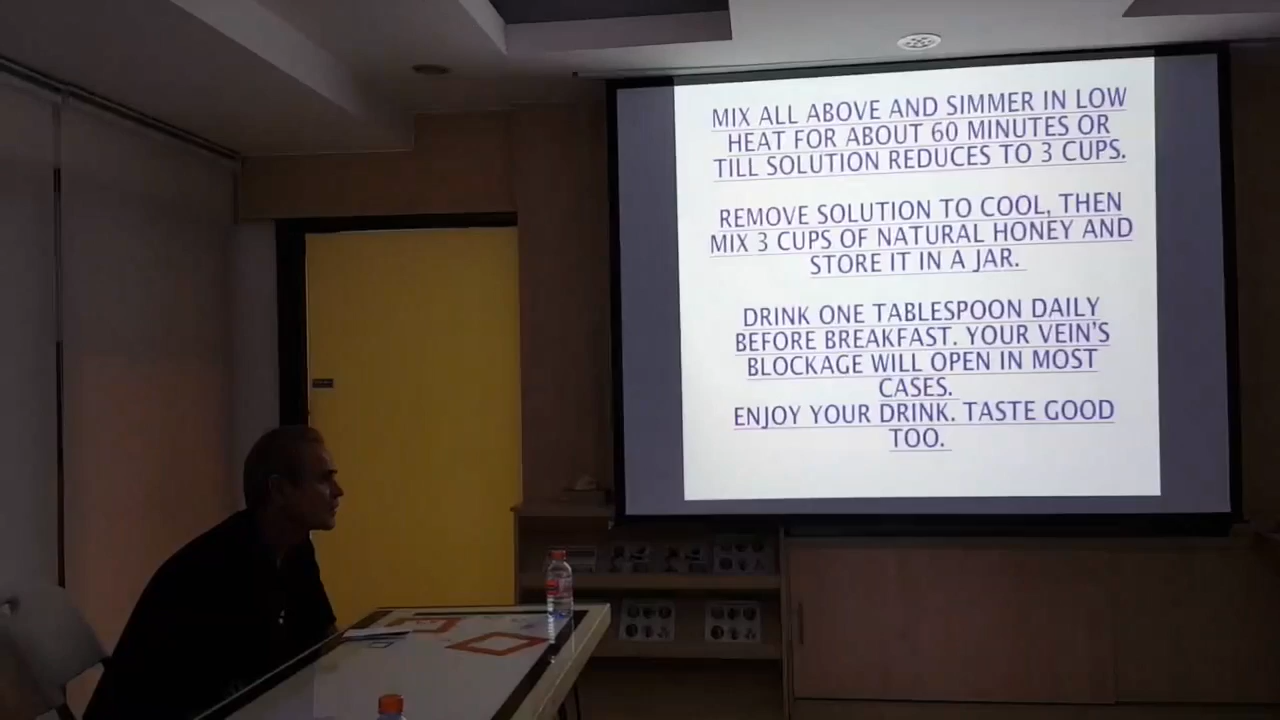 MIX ALL ABOVE AND SIMMER IN LOW
HEAT FOR ABOUT 60 MINUTES OR
TILL SOLUTION REDUCES TO 3 CUPS.
REMOVE SOLUTION TO COOL, THEN
MIX 3 CUPS OF NATURAL HONEY AND
STORE IT IN A JAR.
DRINK ONE TABLESPOON DAILY
BEFORE BREAKFAST. YOUR VEIN'S
BLOCKAGE WILL OPEN IN MOST
CASES.
ENJOY YOUR DRINK. TASTE GOOD
TOO.